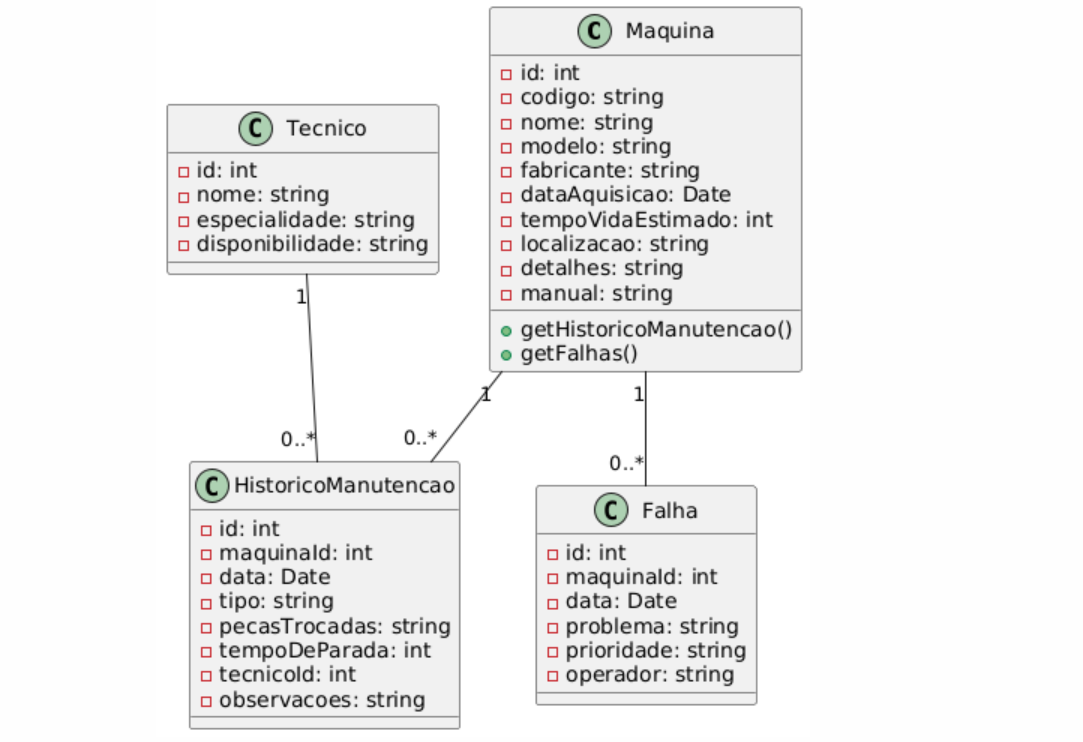 C Maquina
id: int
codigo: string
nome: string
modelo: string
fabricante: string
dataAquisicao: Date
tempoVidaEstimado: int
localizacao: string
detalhes: string
manual: string
getHistoricoManutencao()
getFalhas()
C Tecnico
id: int
nome: string
especialidade: string
disponibilidade: string
1
0..*
1
0..*
1
0..*
C HistoricoManutencao
id: int
maquinaId: int
data: Date
tipo: string
pecasTrocadas: string
tempoDeParada: int
tecnicoId: int
observacoes: string
C Falha
id: int
maquinaId: int
data: Date
problema: string
prioridade: string
operador: string